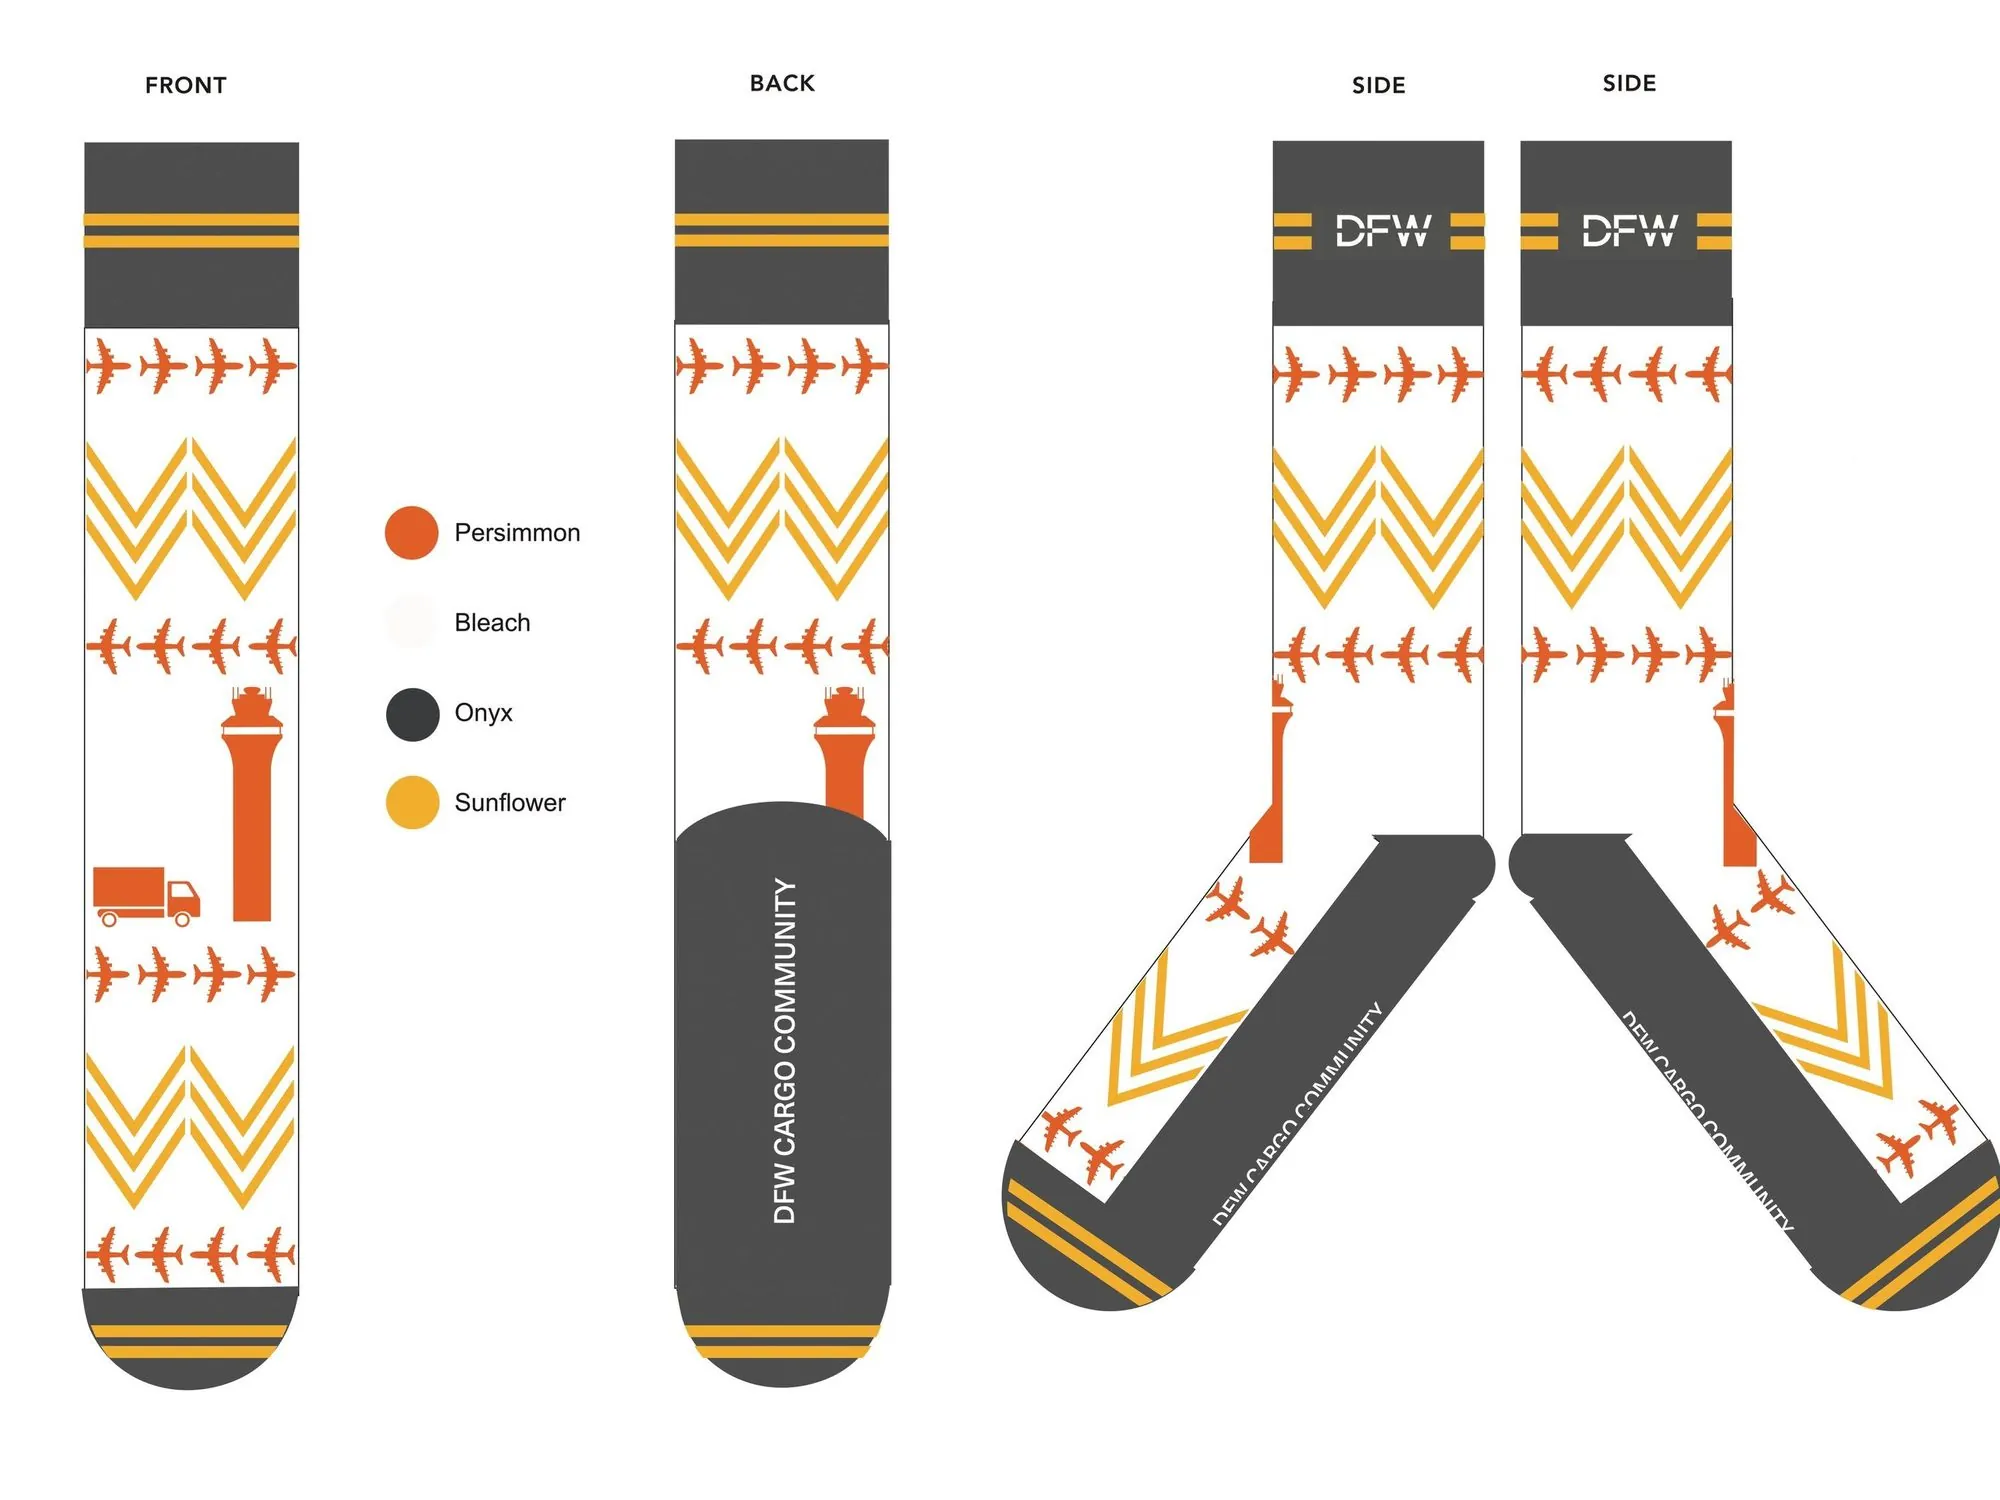 FRONT
BACK
SIDE
SIDE
DFW
DFW
Persimmon
Bleach
Onyx
Sunflower
DFW CARGO COMMUNITY
DFW CARGO COMMUNITY
DFW CARGO COMMUNITY